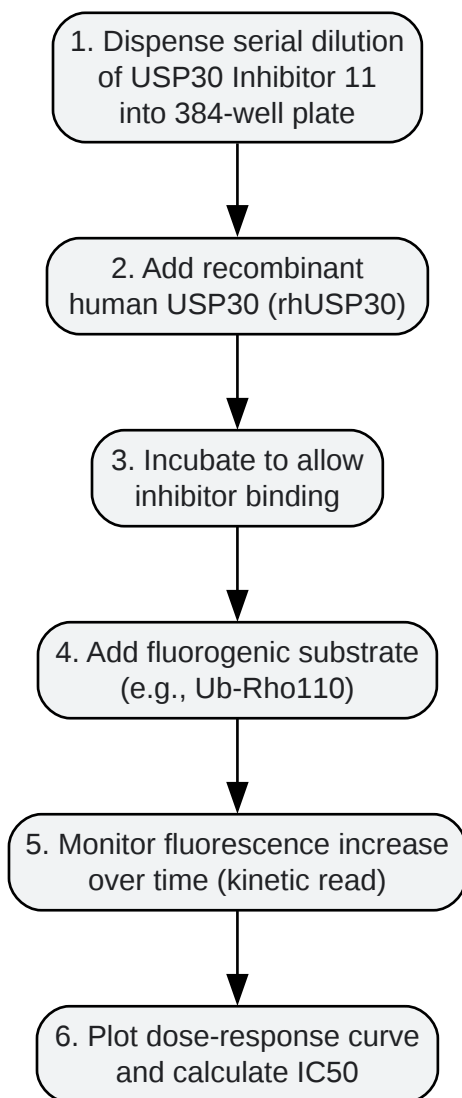 1. Dispense serial dilution
of USP30 Inhibitor 11
into 384-well plate
2. Add recombinant
human USP30 (rhUSP30)
3. Incubate to allow
inhibitor binding
4. Add fluorogenic substrate
(e.g., Ub-Rho110)
5. Monitor fluorescence increase
over time (kinetic read)
6. Plot dose-response curve
and calculate IC50